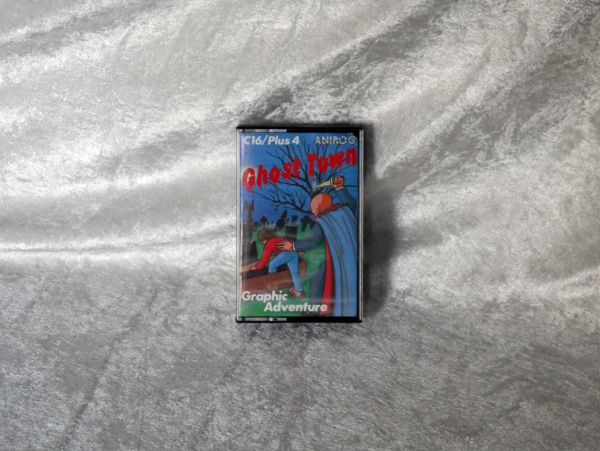 C16/Plus 4 ANIROG
Ghost Town
Graphic
Adventure